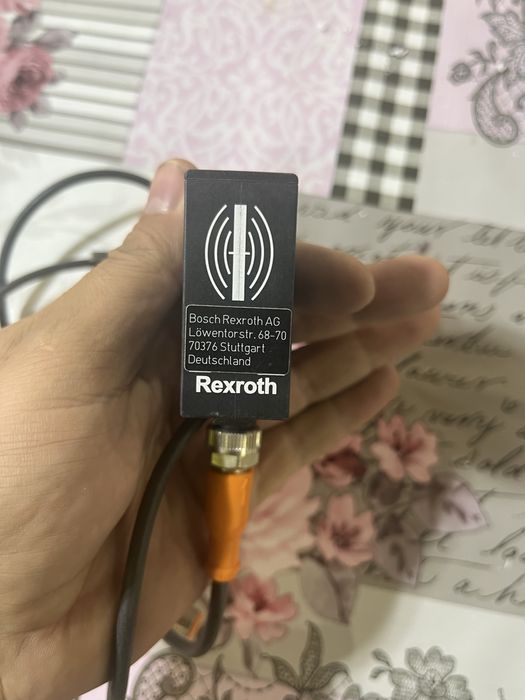 Bosch Rexroth AG
Löwentorstr. 68-70
70376 Stuttgart
Deutschland
Rexroth